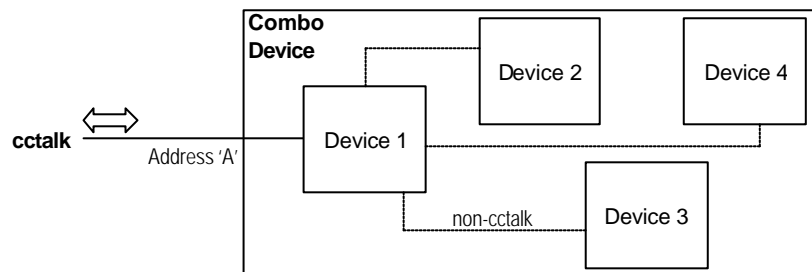 Combo
Device
Device 2
Device 4
cctalk
Address 'A'
Device 1
non-cctalk
Device 3